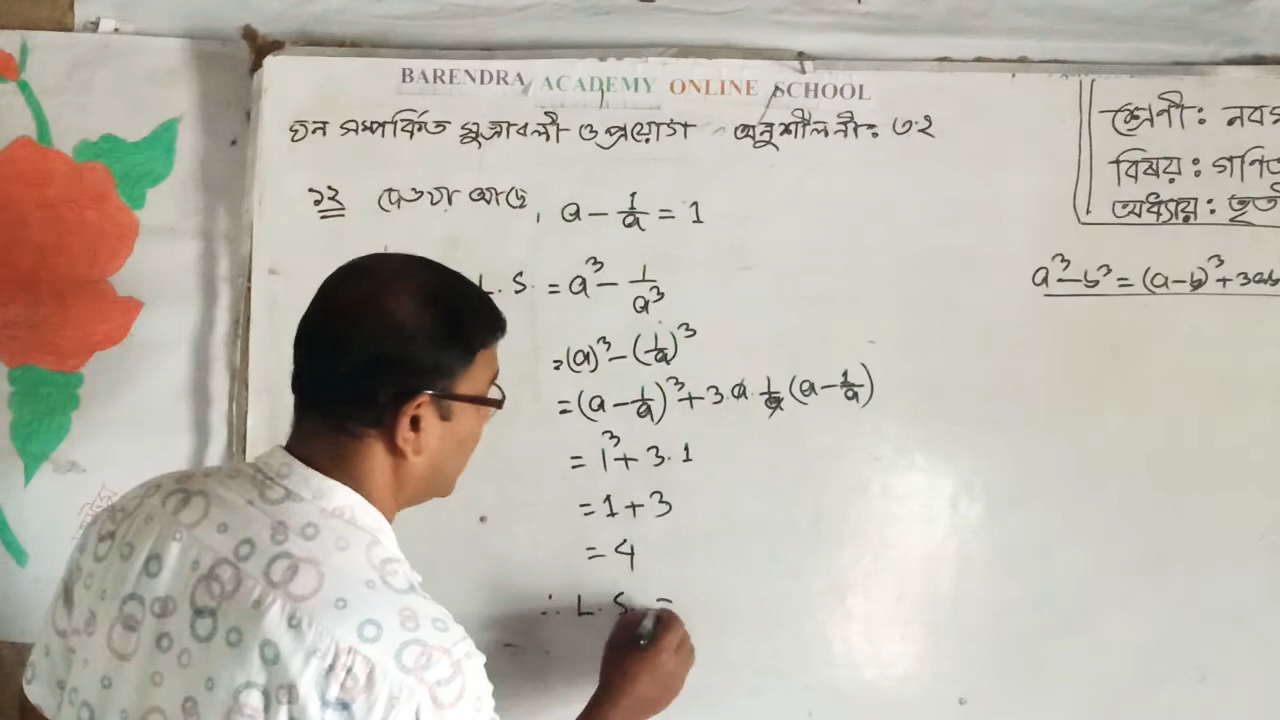 BARENDRA ACADEMY ONLINE SCHOOL
ঘন সম্পর্কিত সূত্রাবলী ও প্রয়োগ অনুশীলনী: ৩.২
শ্রেণী: নবম
বিষয়: গণিত
অধ্যায়: তৃতী
১২ দেওয়া আছে, a - 1/a = 1
L.S. = a³ - 1/a³
a³-b³ = (a-b)³+3ab
= (a)³ - (1/a)³
= (a - 1/a)³ + 3.a.1/a (a - 1/a)
= 1³ + 3.1
= 1 + 3
= 4
∴ L.S. =